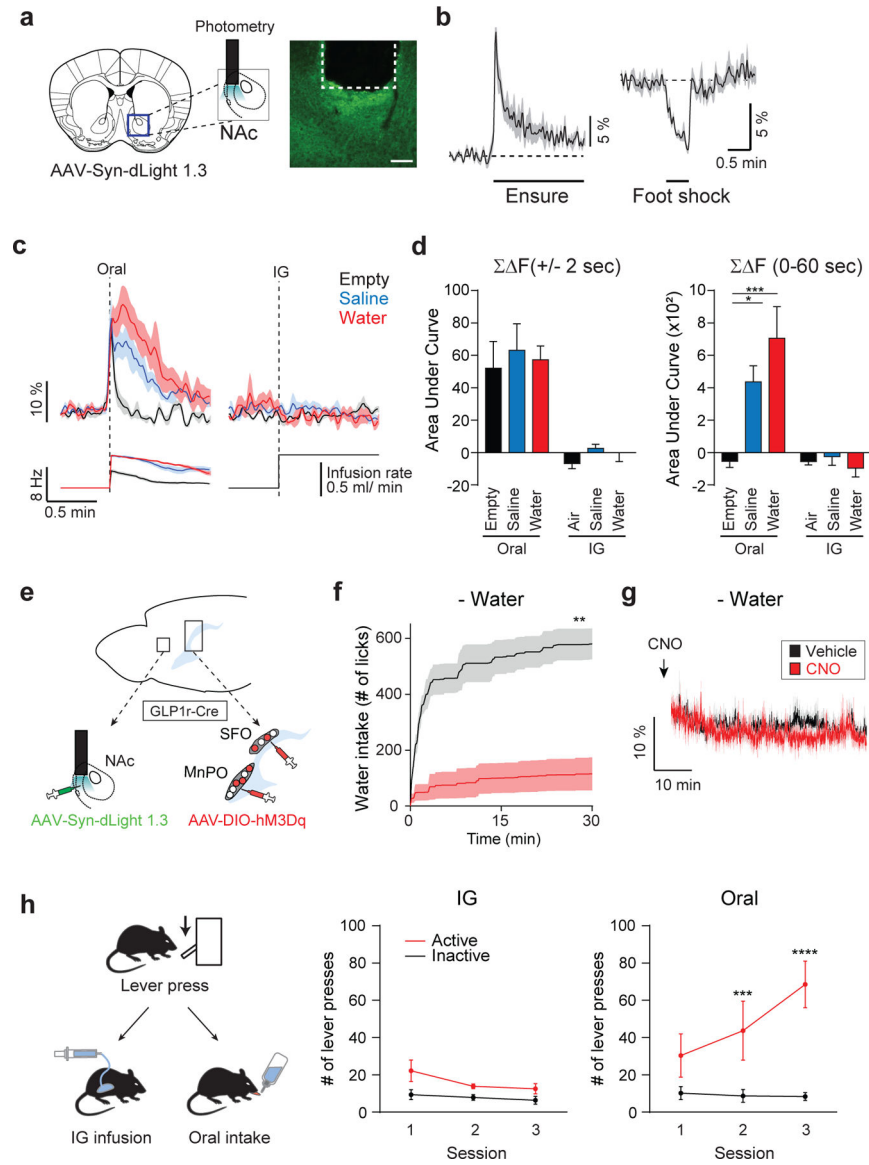 a
Photometry
NAc
AAV-Syn-dLight 1.3
b
5 %
5 %
0.5 min
Ensure
Foot shock
c
Oral
IG
Empty
Saline
Water
10 %
8 Hz
0.5 min
Infusion rate
0.5 ml/ min
d
ΣΔF(+/- 2 sec)
Area Under Curve
100
80
60
40
20
0
-20
Empty
Saline
Water
Air
Saline
Water
Oral
IG
ΣΔF (0-60 sec)
Area Under Curve (x10²)
10
8
6
4
2
0
-2
***
*
Empty
Saline
Water
Air
Saline
Water
Oral
IG
e
GLP1r-Cre
NAc
SFO
MnPO
AAV-Syn-dLight 1.3
AAV-DIO-hM3Dq
f
- Water
Water intake (# of licks)
600
400
200
0
**
0
15
30
Time (min)
g
- Water
CNO
Vehicle
CNO
10 %
10 min
h
Lever press
IG infusion
Oral intake
IG
# of lever presses
100
80
60
40
20
0
Active
Inactive
1
2
3
Session
Oral
# of lever presses
100
80
60
40
20
0
***
****
1
2
3
Session